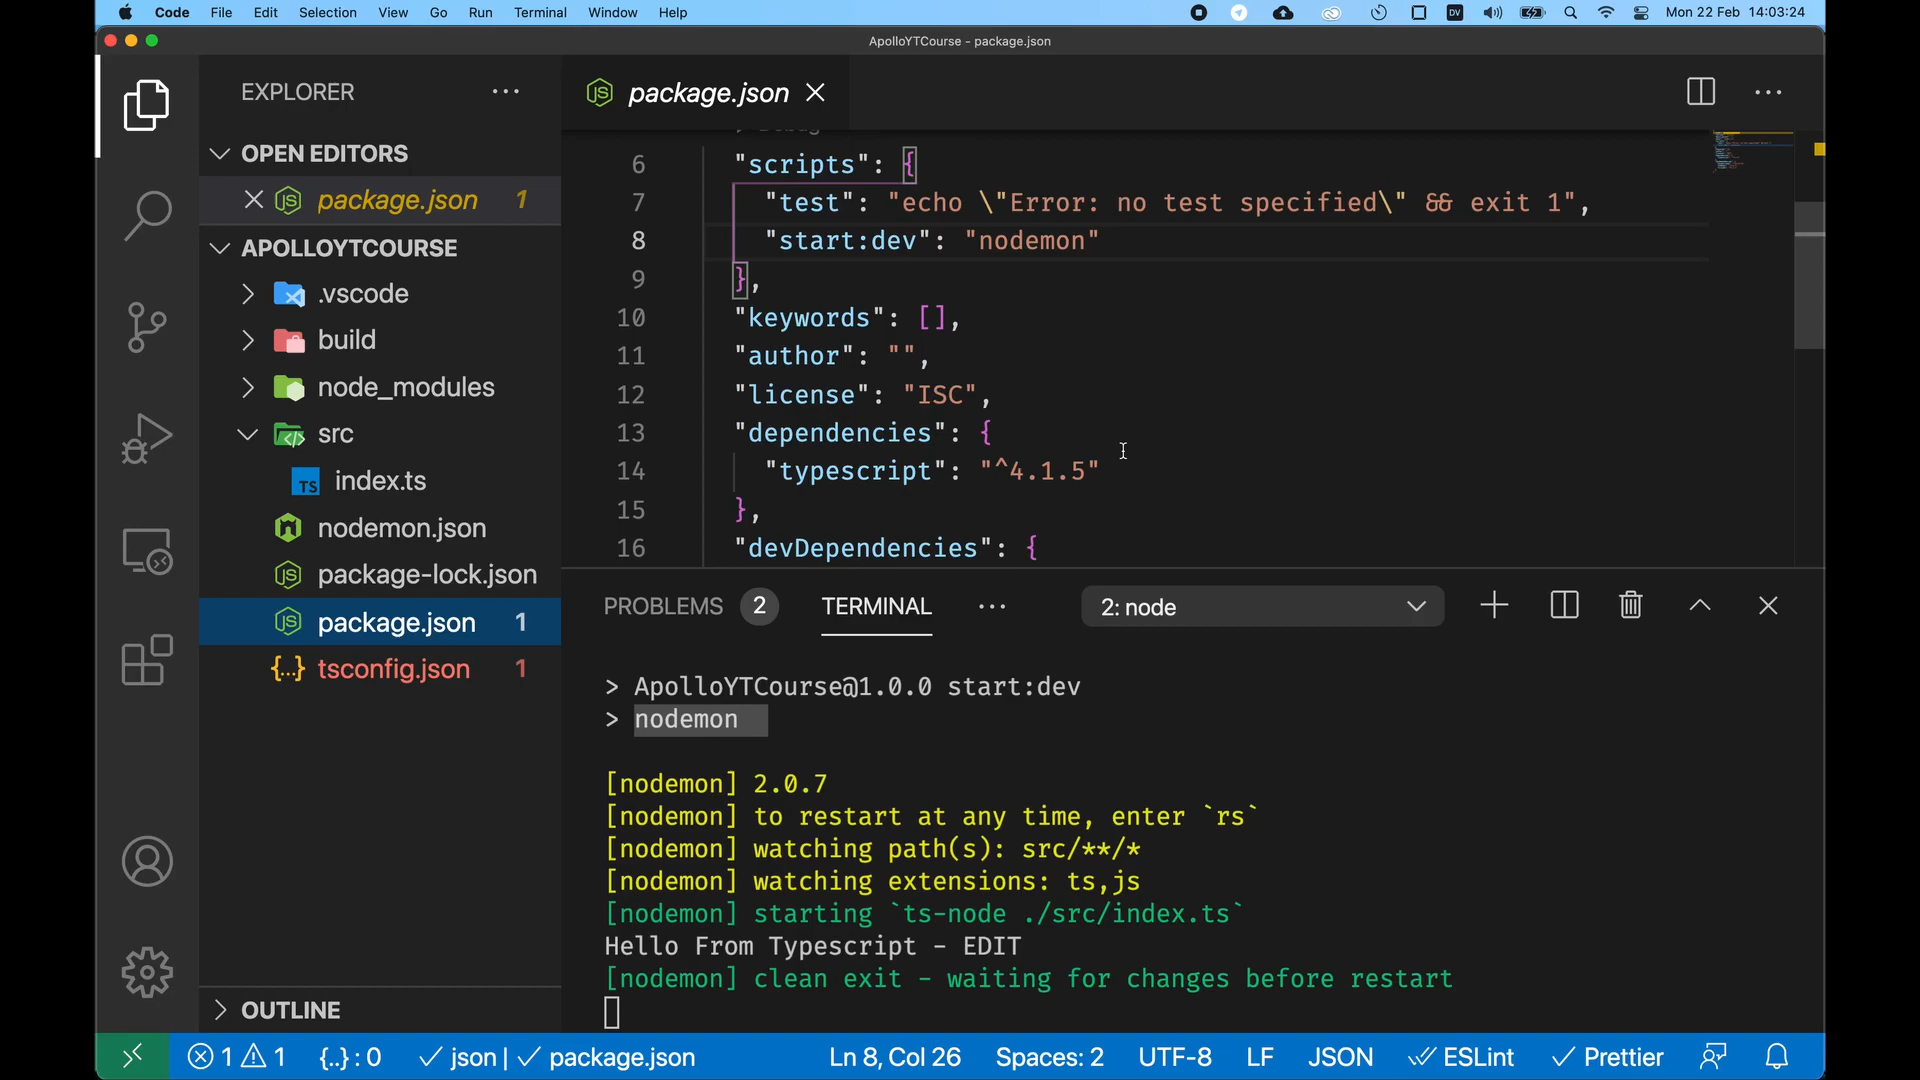 Code File Edit Selection View Go Run Terminal Window Help
DV
Mon 22 Feb 14:03:24
ApolloYTCourse - package.json
EXPLORER
package.json
OPEN EDITORS
package.json 1
APOLLOYTCOURSE
.vscode
build
node_modules
src
TS index.ts
nodemon.json
package-lock.json
package.json 1
{...} tsconfig.json 1
OUTLINE
6 "scripts": {
7 "test": "echo \"Error: no test specified\" && exit 1",
8 "start:dev": "nodemon"
9 },
10 "keywords": [],
11 "author": "",
12 "license": "ISC",
13 "dependencies": {
14 "typescript": "^4.1.5"
15 },
16 "devDependencies": {
PROBLEMS 2 TERMINAL ... 2: node
> ApolloYTCourse@1.0.0 start:dev
> nodemon
[nodemon] 2.0.7
[nodemon] to restart at any time, enter `rs`
[nodemon] watching path(s): src/**/*
[nodemon] watching extensions: ts,js
[nodemon] starting `ts-node ./src/index.ts`
Hello From Typescript - EDIT
[nodemon] clean exit - waiting for changes before restart
1 1 {..} : 0 ✓ json | ✓ package.json Ln 8, Col 26 Spaces: 2 UTF-8 LF JSON ESLint ✓ Prettier